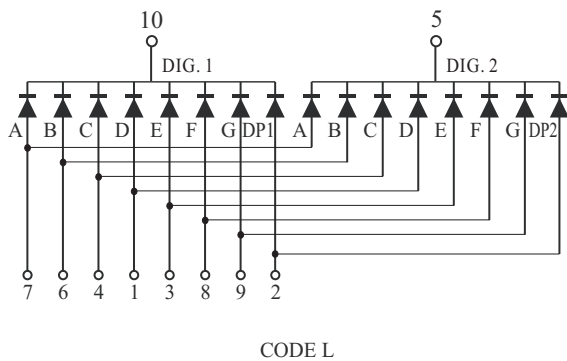 10 5
DIG. 1 DIG. 2
A B C D E F G DP1 A B C D E F G DP2
7 6 4 1 3 8 9 2
CODE L